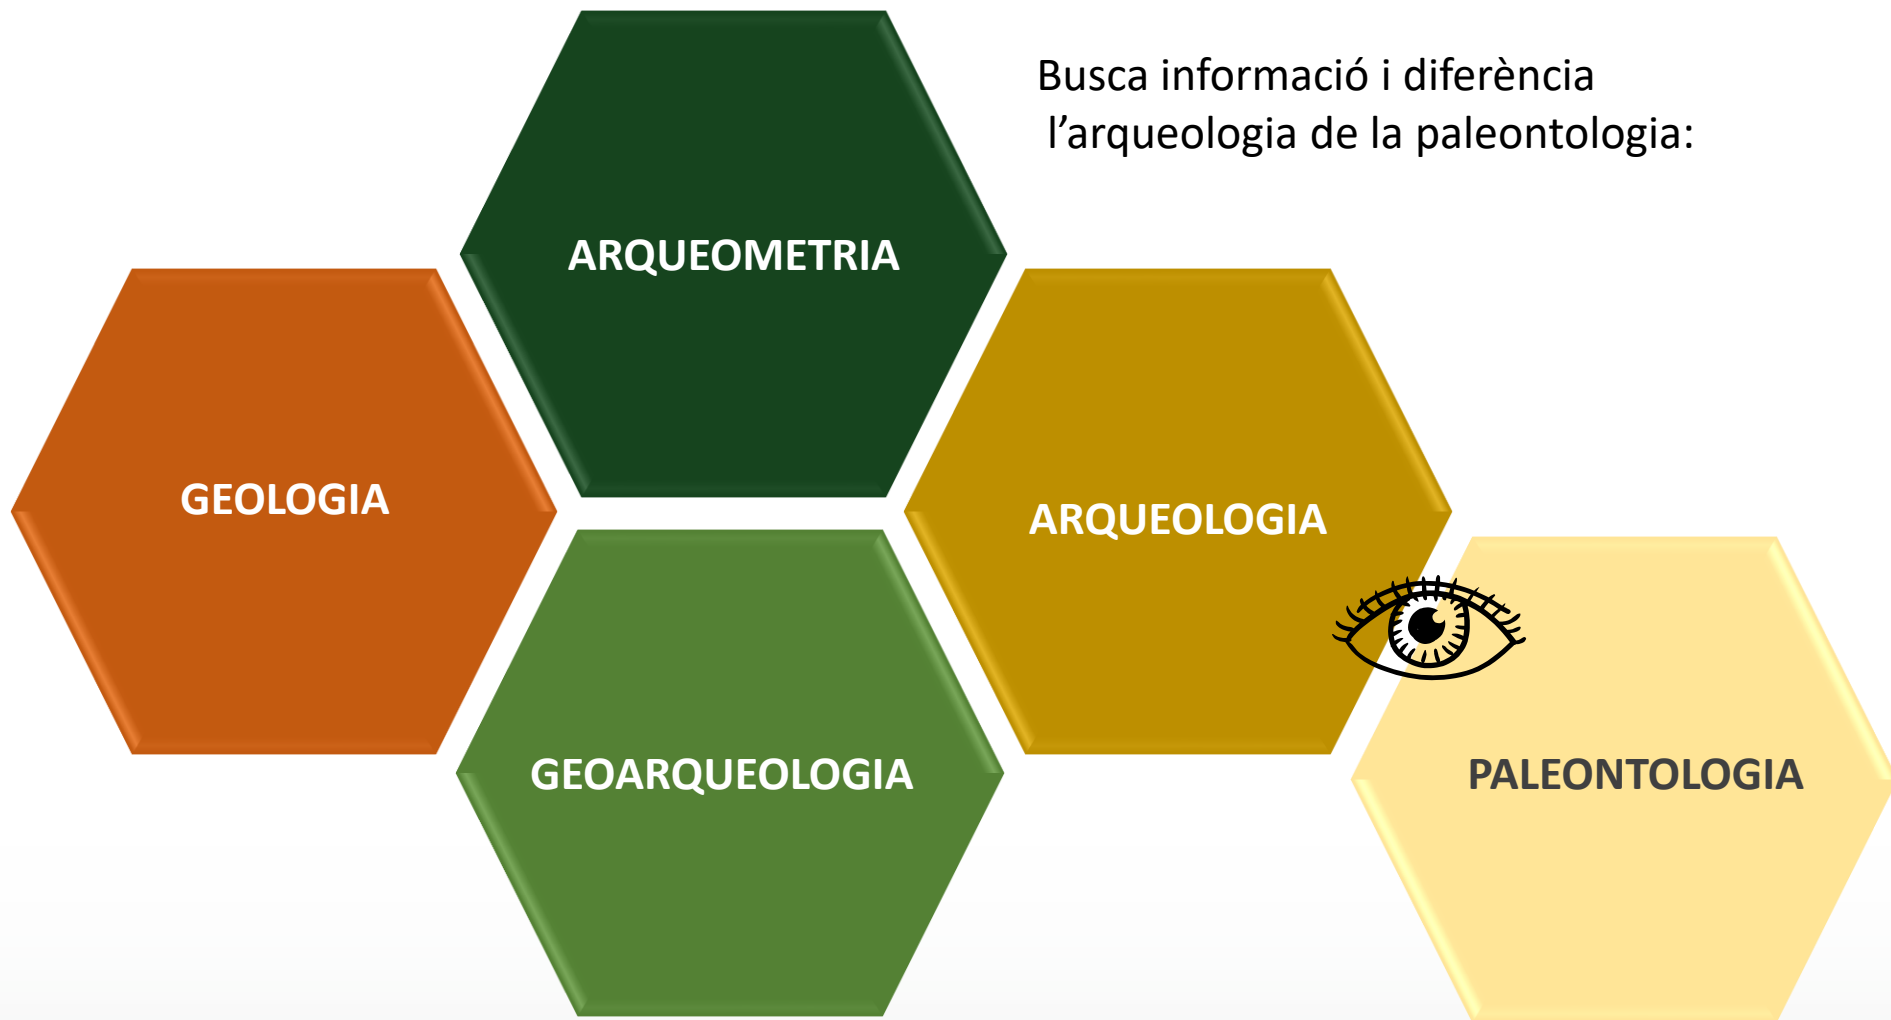 Busca informació i diferència
l’arqueologia de la paleontologia:
ARQUEOMETRIA
GEOLOGIA
ARQUEOLOGIA
GEOARQUEOLOGIA
PALEONTOLOGIA